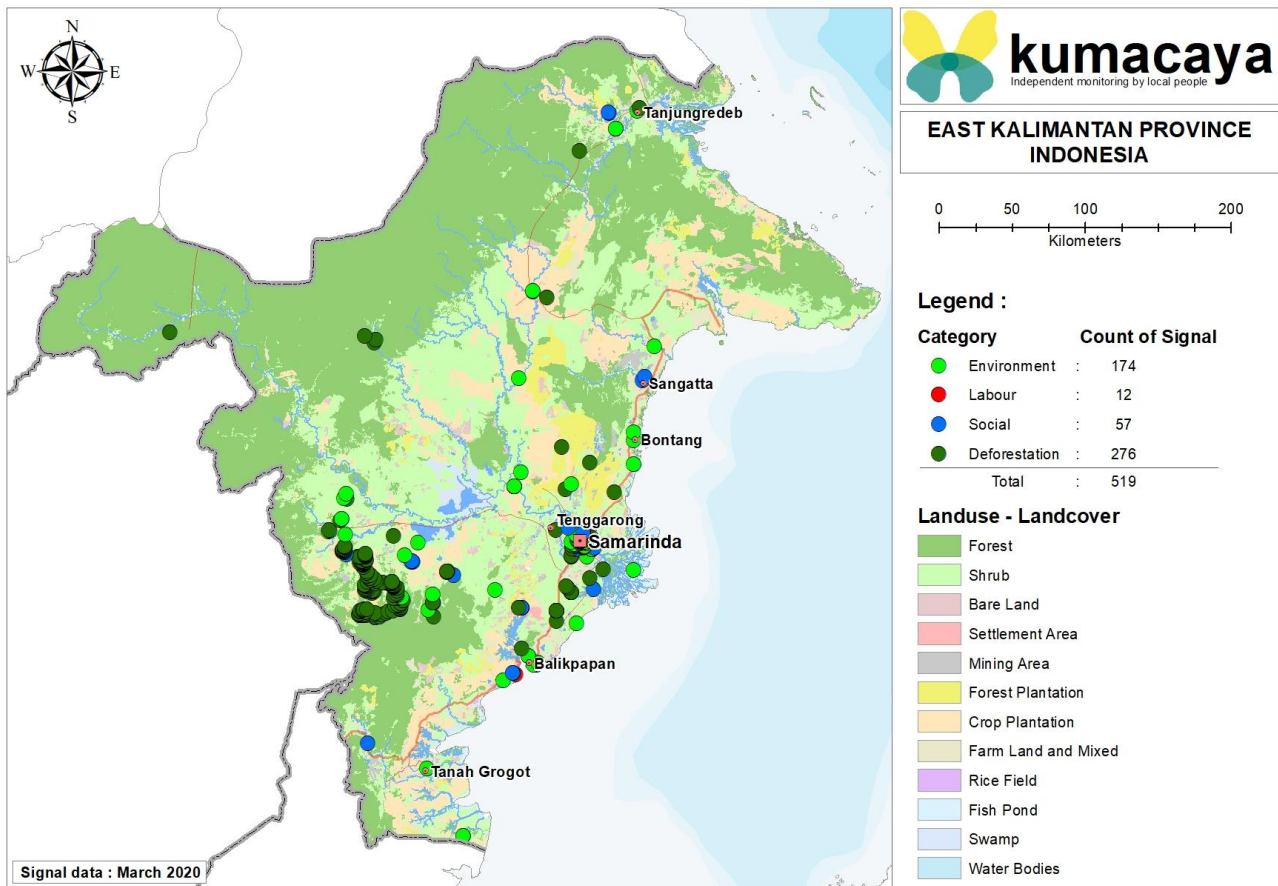 N
W
E
S
Tanjungredeb
Sangatta
Bontang
Tenggarong
Samarinda
Balikpapan
Tanah Grogot
Signal data : March 2020
kumacaya
Independent monitoring by local people
EAST KALIMANTAN PROVINCE
INDONESIA
0 50 100 200
Kilometers
Legend :
Category Count of Signal
Environment : 174
Labour : 12
Social : 57
Deforestation : 276
Total : 519
Landuse - Landcover
Forest
Shrub
Bare Land
Settlement Area
Mining Area
Forest Plantation
Crop Plantation
Farm Land and Mixed
Rice Field
Fish Pond
Swamp
Water Bodies